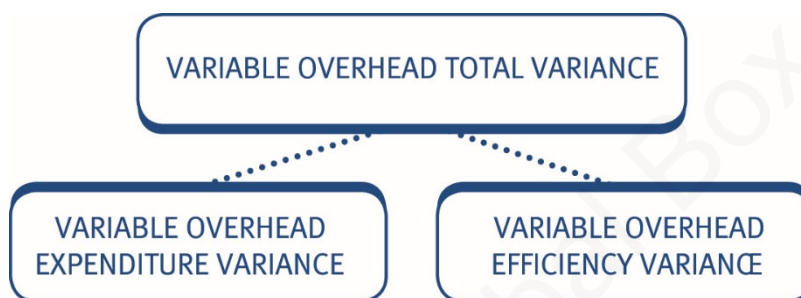 VARIABLE OVERHEAD TOTAL VARIANCE
VARIABLE OVERHEAD
EXPENDITURE VARIANCE
VARIABLE OVERHEAD
EFFICIENCY VARIANCE